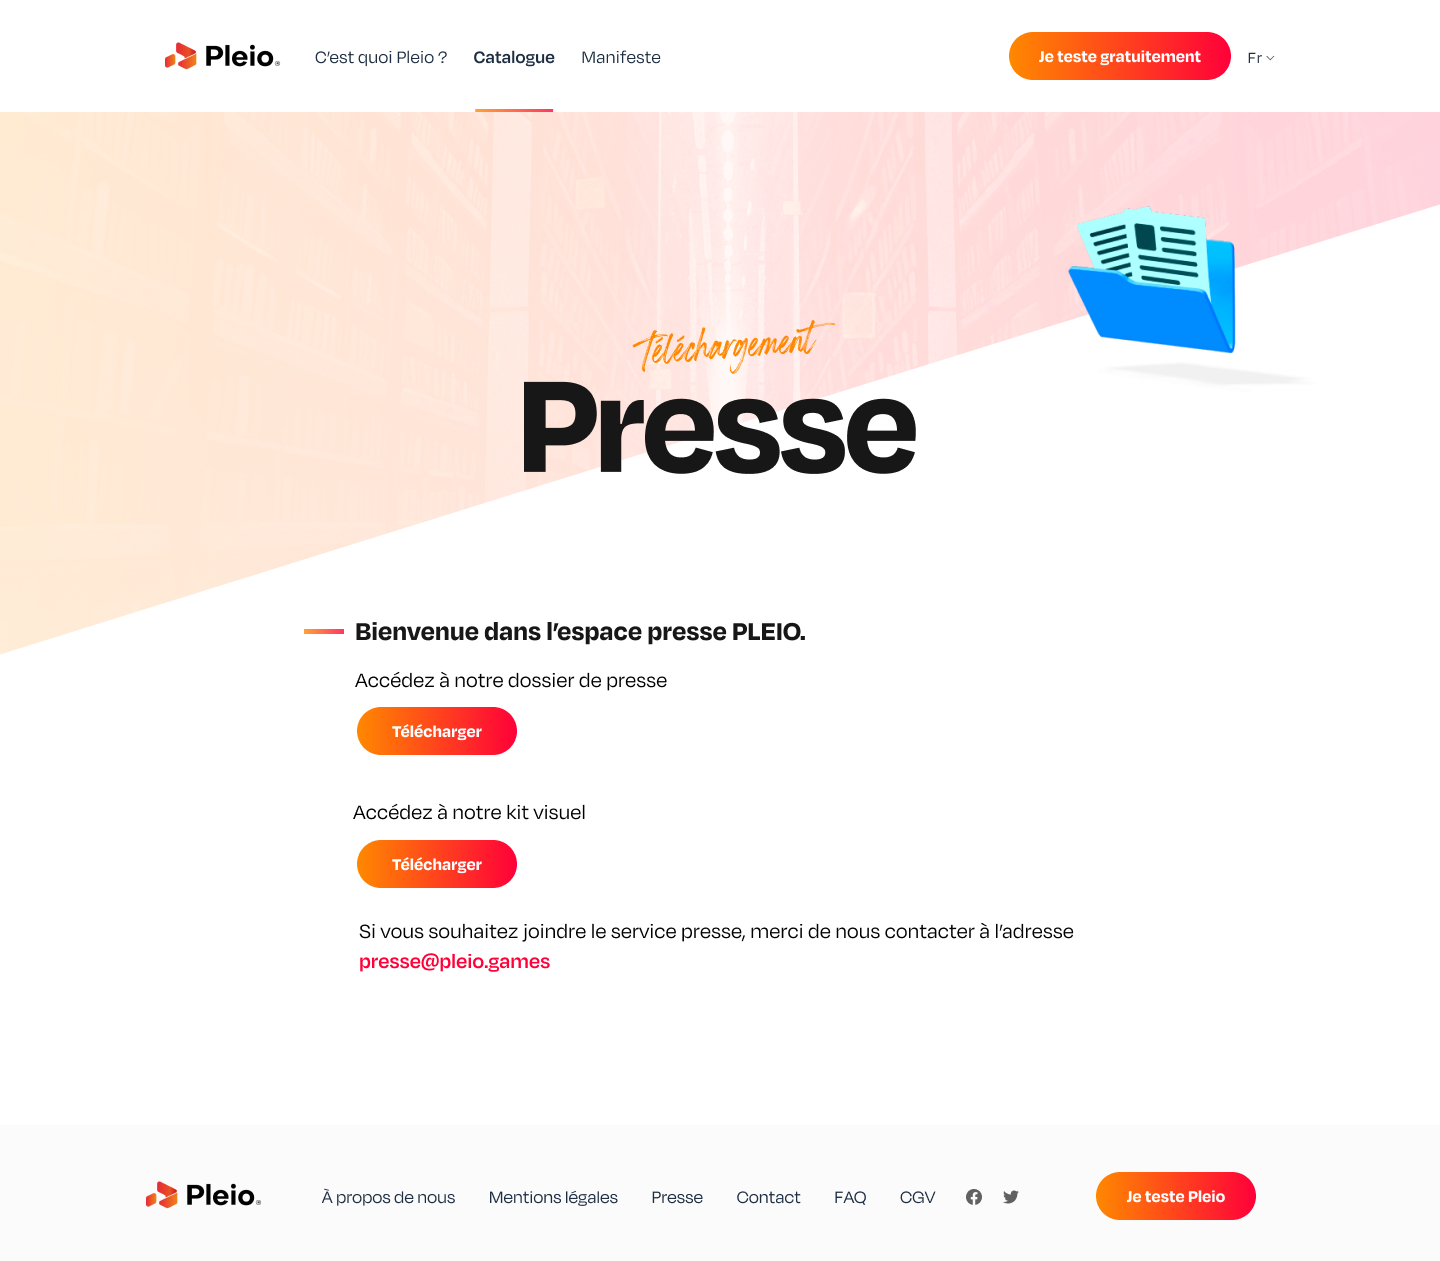 Pleio®
C’est quoi Pleio ?
Catalogue
Manifeste
Je teste gratuitement
Fr
Téléchargement
Presse
Bienvenue dans l’espace presse PLEIO.
Accédez à notre dossier de presse
Télécharger
Accédez à notre kit visuel
Télécharger
Si vous souhaitez joindre le service presse, merci de nous contacter à l’adresse
presse@pleio.games
Pleio®
À propos de nous
Mentions légales
Presse
Contact
FAQ
CGV
Je teste Pleio